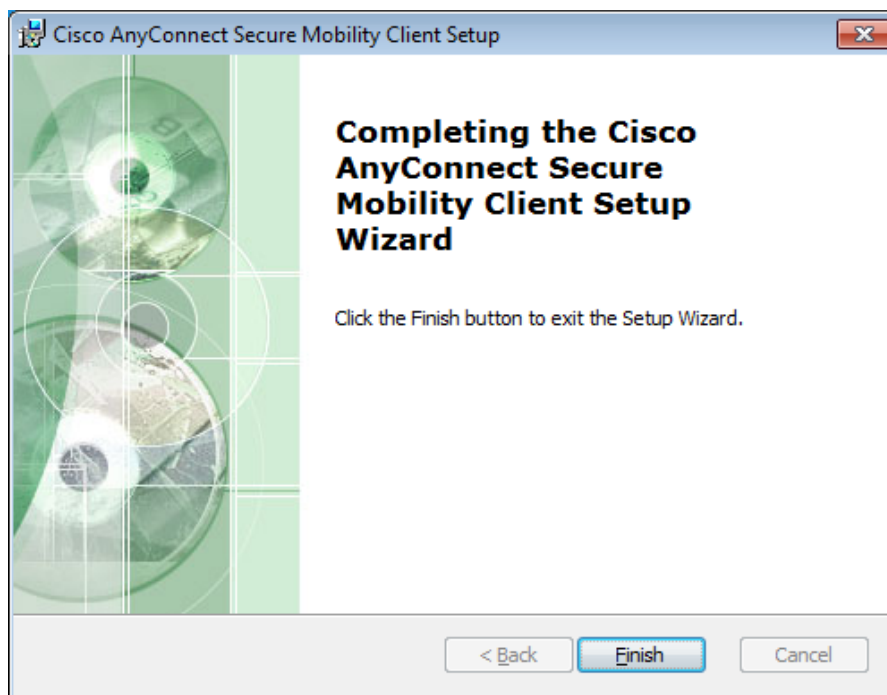 Cisco AnyConnect Secure Mobility Client Setup
Completing the Cisco
AnyConnect Secure
Mobility Client Setup
Wizard
Click the Finish button to exit the Setup Wizard.
< Back
Finish
Cancel